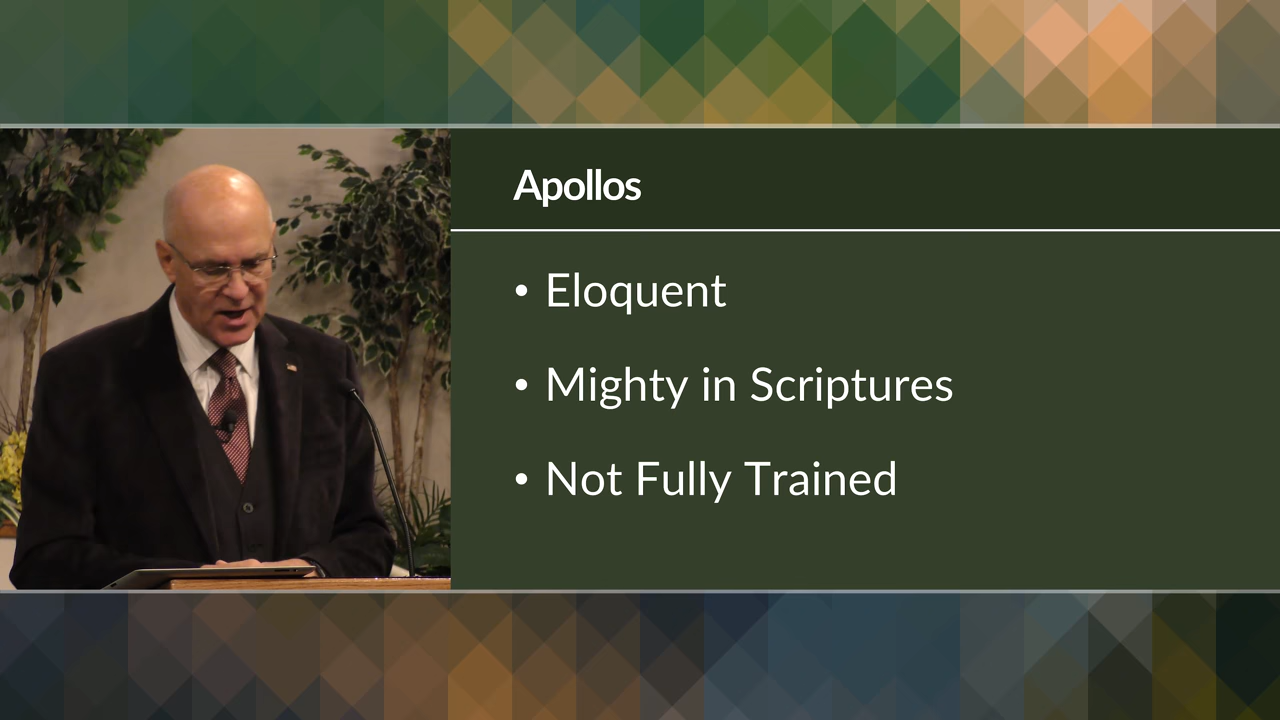 Apollos
• Eloquent
• Mighty in Scriptures
• Not Fully Trained